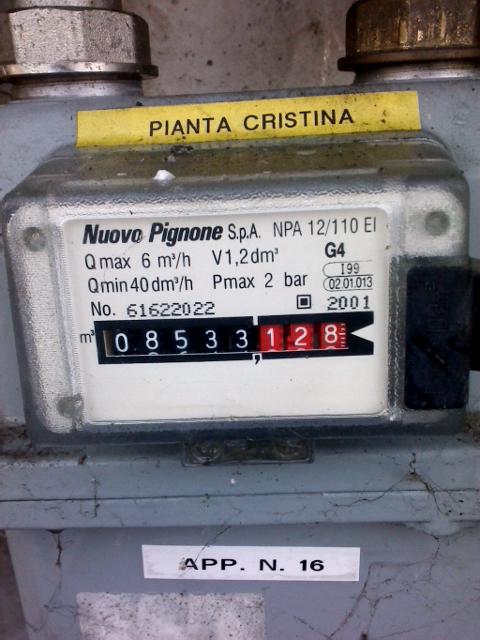 PIANTA CRISTINA
Nuovo Pignone S.p.A. NPA 12/110 EI
Q max 6 m³/h V1,2dm³ G4
I99
Qmin 40 dm³/h Pmax 2 bar 02.01.013
No. 61622022 2001
m³ 08533,128
APP. N. 16